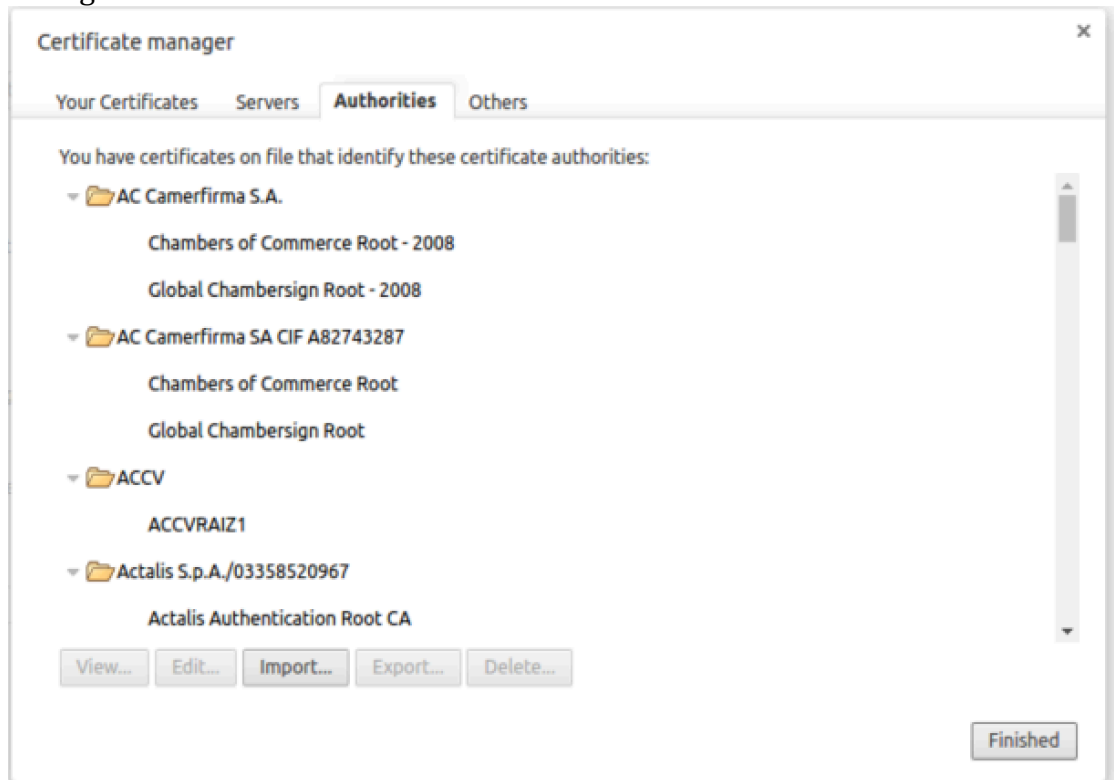 Certificate manager
Your Certificates Servers Authorities Others
You have certificates on file that identify these certificate authorities:
AC Camerfirma S.A.
Chambers of Commerce Root - 2008
Global Chambersign Root - 2008
AC Camerfirma SA CIF A82743287
Chambers of Commerce Root
Global Chambersign Root
ACCV
ACCVRAIZ1
Actalis S.p.A./03358520967
Actalis Authentication Root CA
View... Edit... Import... Export... Delete...
Finished